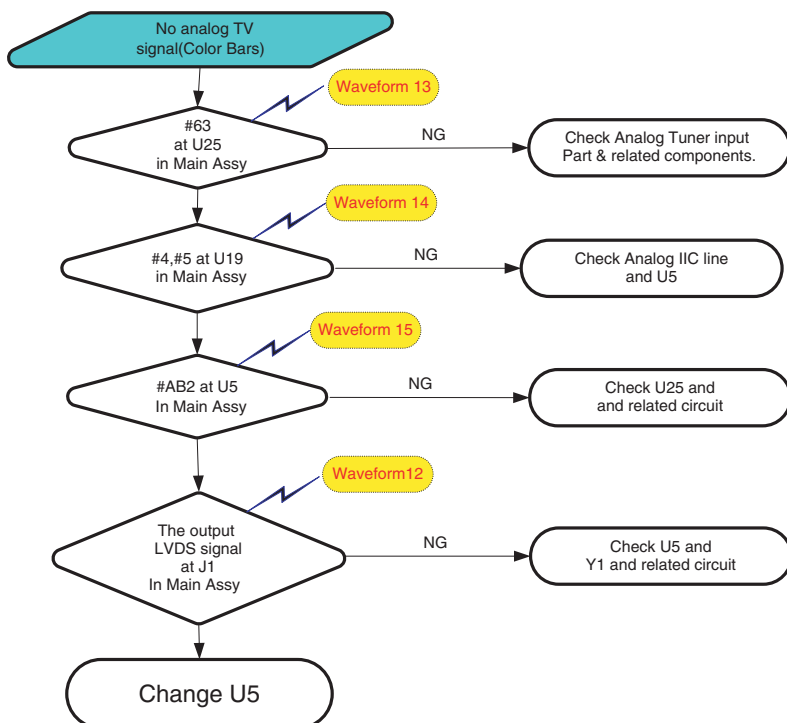 No analog TV
signal(Color Bars)
Waveform 13
#63
at U25
in Main Assy
NG
Check Analog Tuner input
Part & related components.
Waveform 14
#4,#5 at U19
in Main Assy
NG
Check Analog IIC line
and U5
Waveform 15
#AB2 at U5
In Main Assy
NG
Check U25 and
and related circuit
Waveform12
The output
LVDS signal
at J1
In Main Assy
NG
Check U5 and
Y1 and related circuit
Change U5